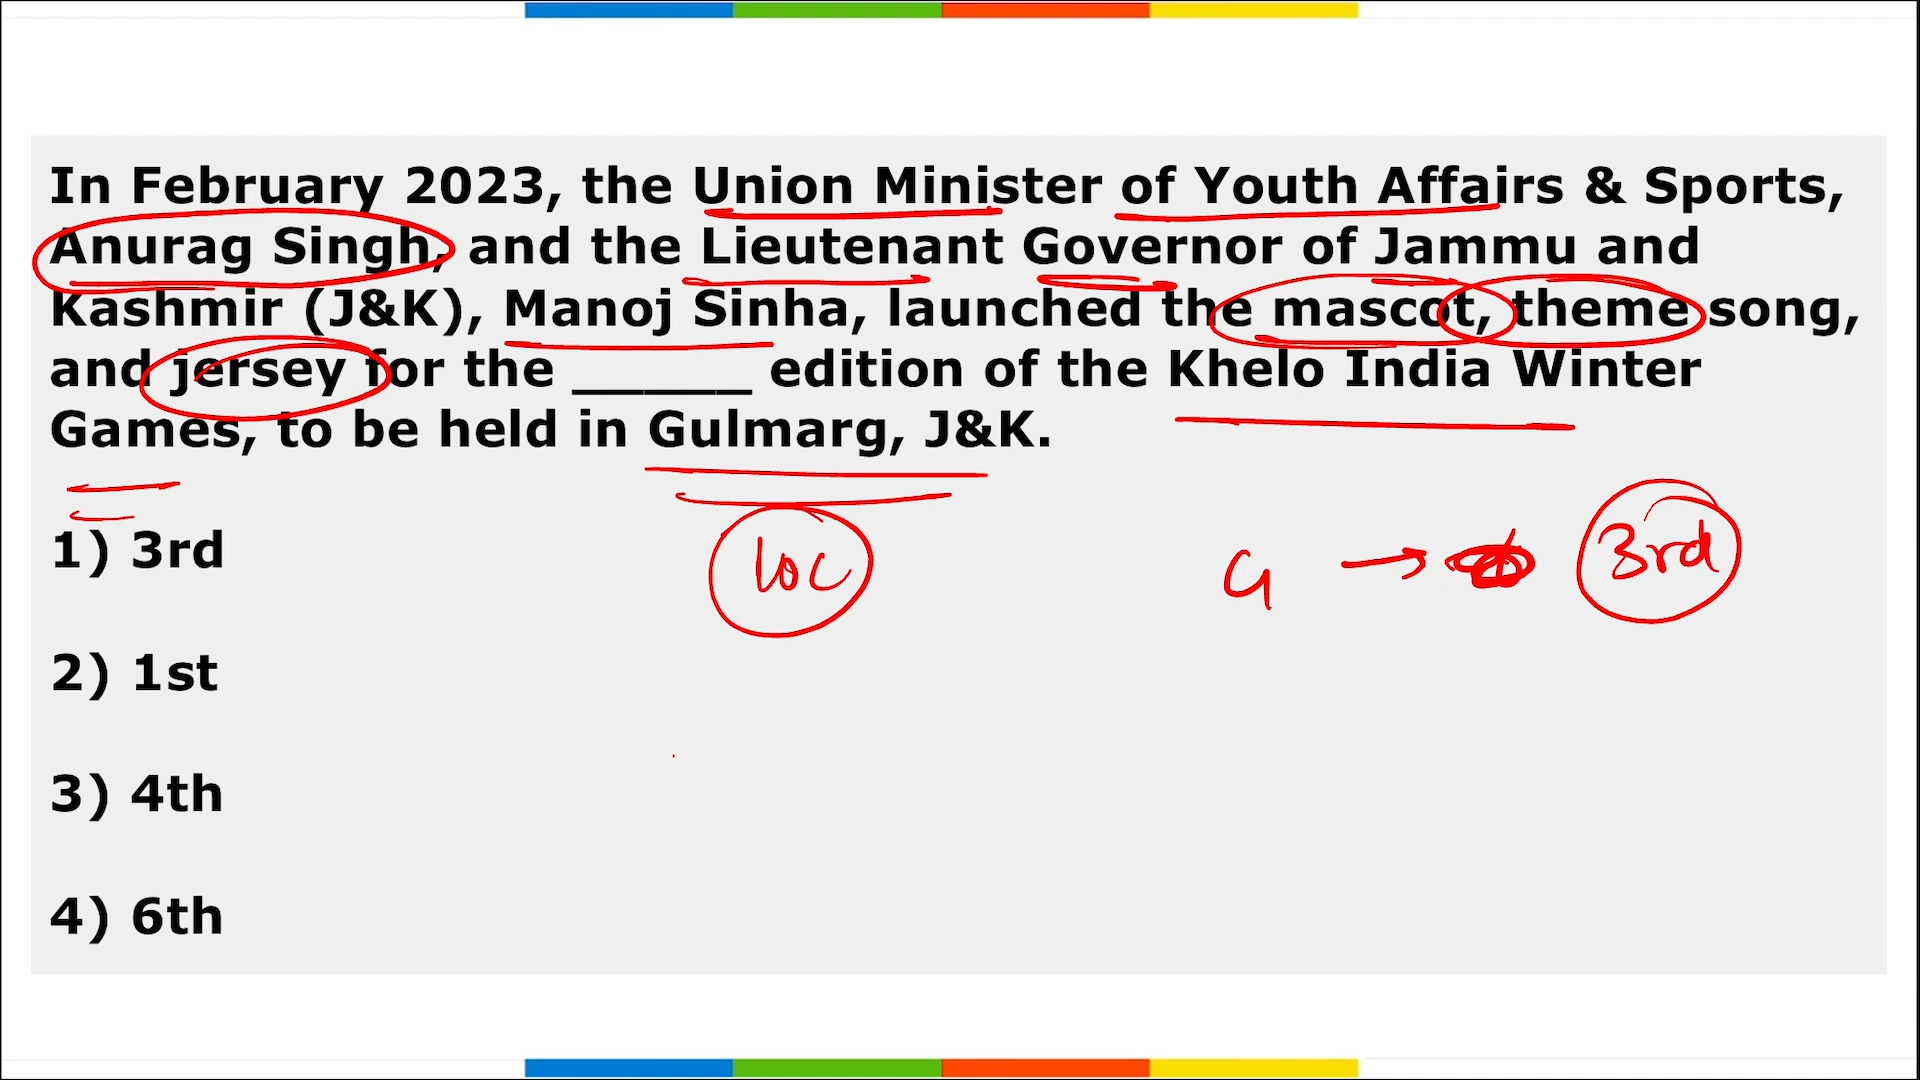 In February 2023, the Union Minister of Youth Affairs & Sports,
Anurag Singh, and the Lieutenant Governor of Jammu and
Kashmir (J&K), Manoj Sinha, launched the mascot, theme song,
and jersey for the ______ edition of the Khelo India Winter
Games, to be held in Gulmarg, J&K.
1) 3rd
loc
G → 3rd
2) 1st
3) 4th
4) 6th